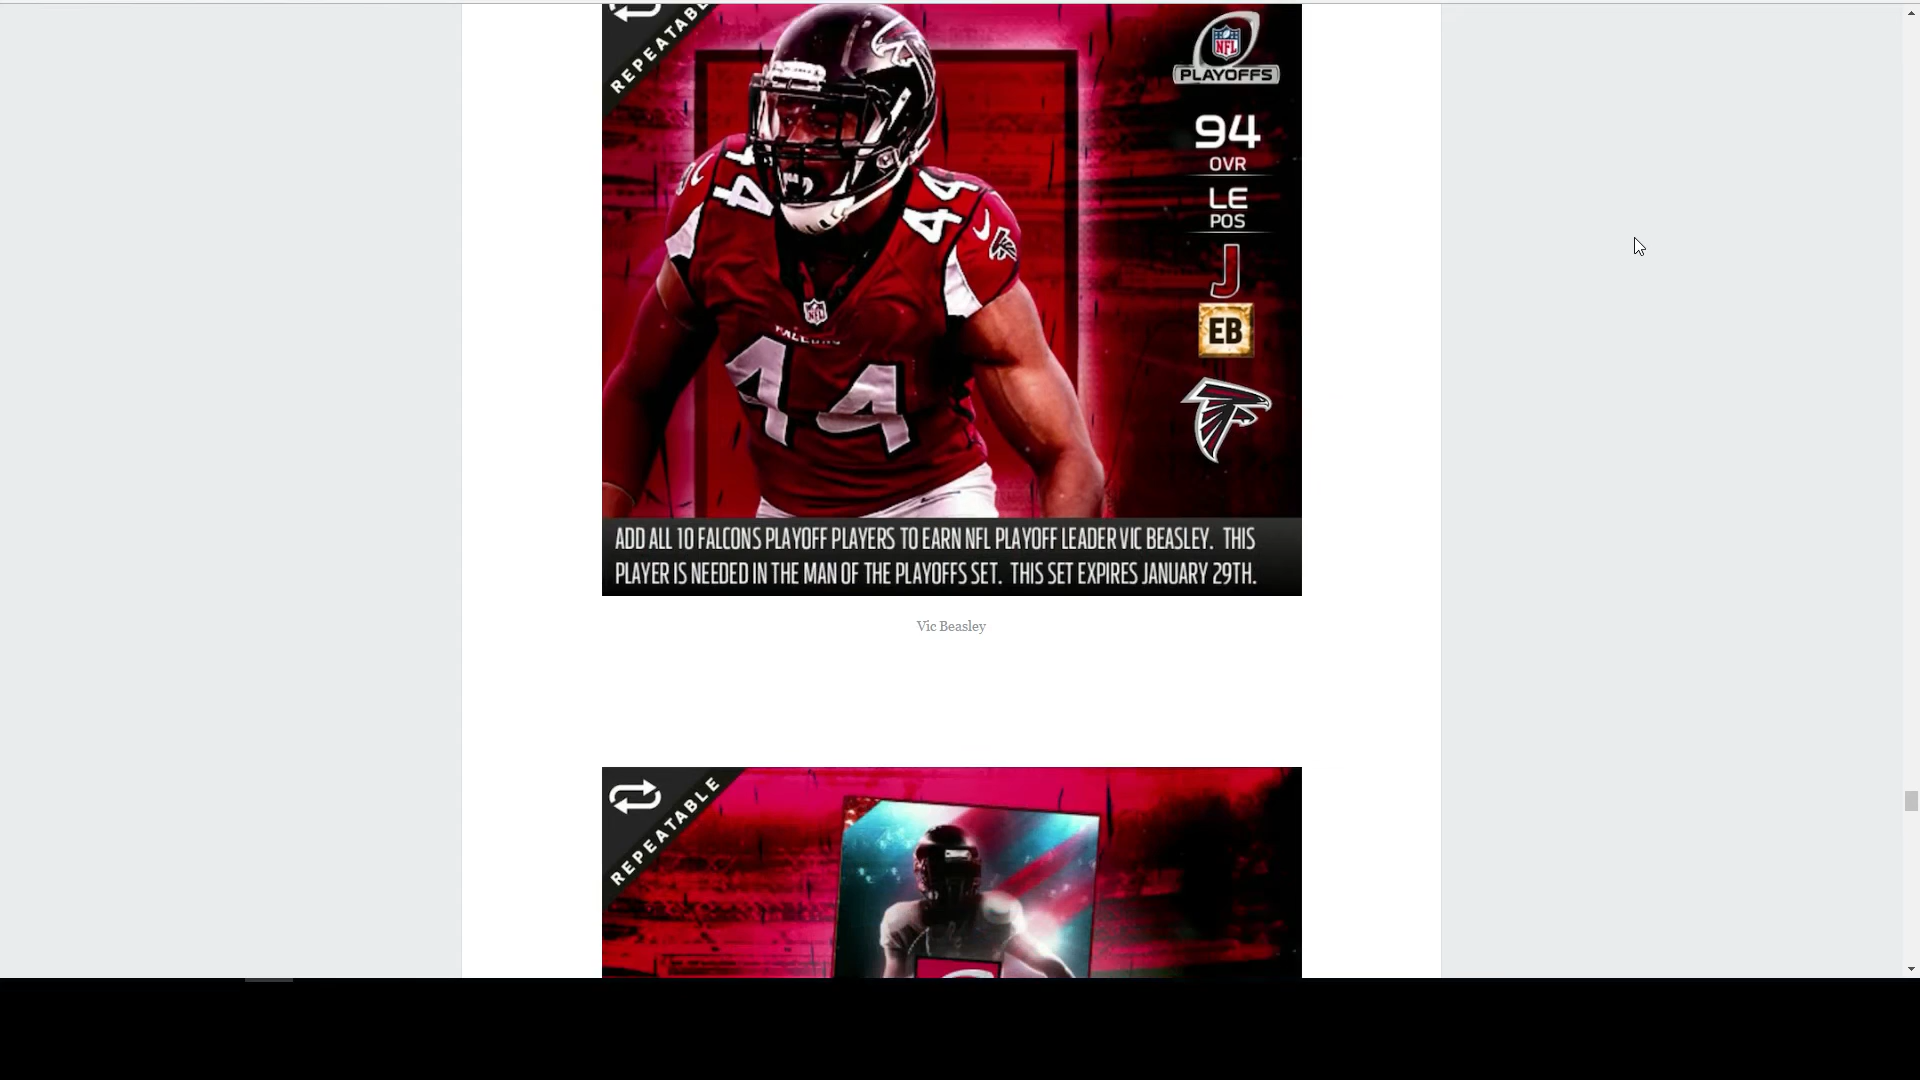 REPEATABLE
NFL
PLAYOFFS
94
OVR
LE
POS
J
EB
44
44
NFL
FALCONS
44
ADD ALL 10 FALCONS PLAYOFF PLAYERS TO EARN NFL PLAYOFF LEADER VIC BEASLEY. THIS
PLAYER IS NEEDED IN THE MAN OF THE PLAYOFFS SET. THIS SET EXPIRES JANUARY 29TH.
Vic Beasley
REPEATABLE